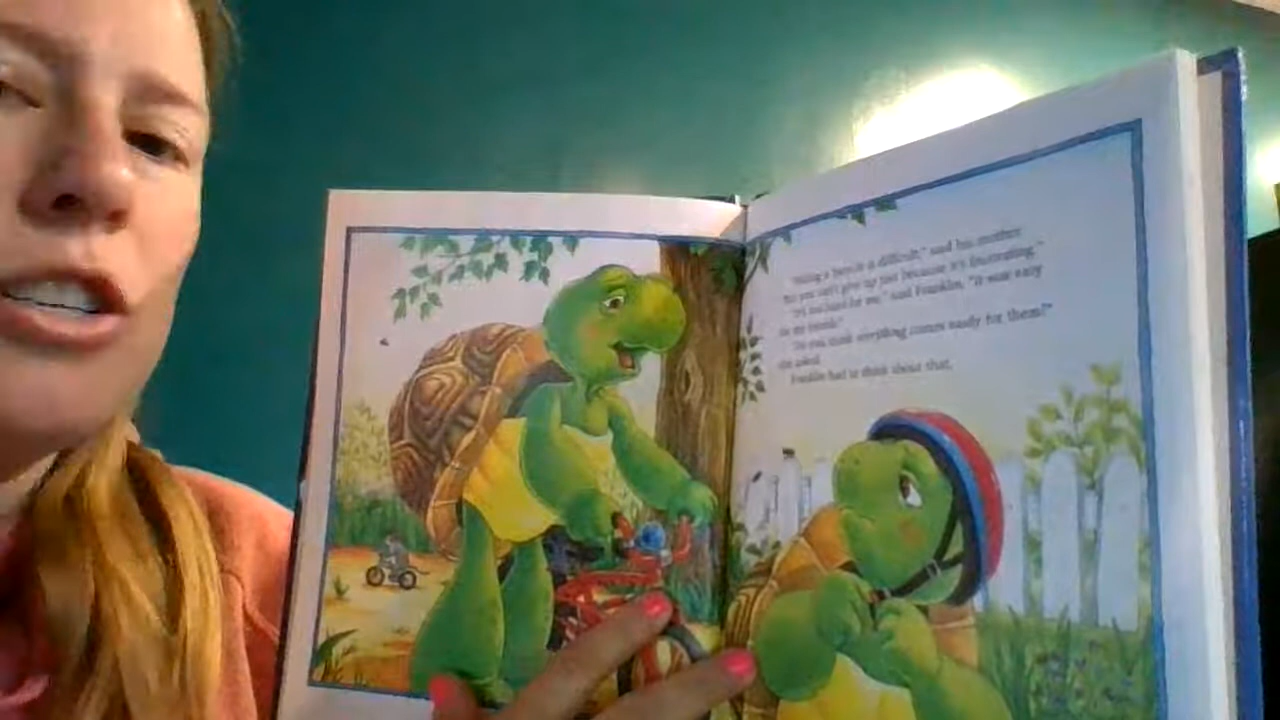 "Riding a bicycle is difficult," said his mother.
"But you can't give up just because it's frustrating."
"It's too hard for me," said Franklin. "It was easy
for my friends."
"Do you think everything comes easily for them?"
she asked.
Franklin had to think about that.